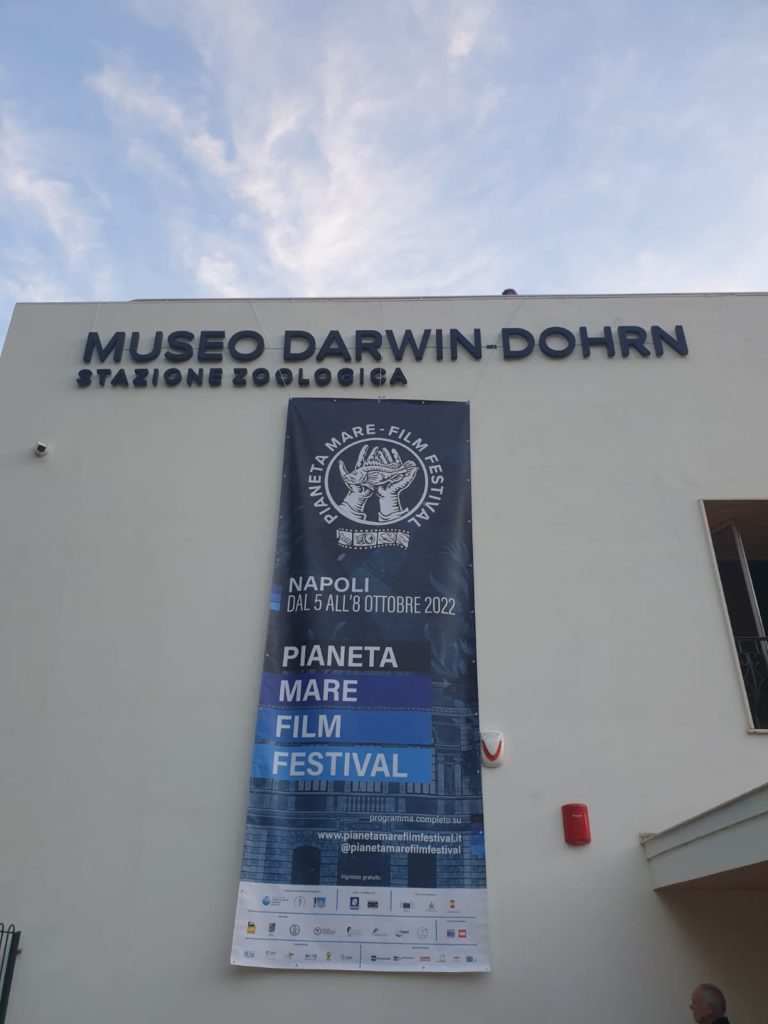 MUSEO DARWIN-DOHRN
STAZIONE ZOOLOGICA
PIANETA MARE - FILM FESTIVAL
NAPOLI
DAL 5 ALL'8 OTTOBRE 2022
PIANETA
MARE
FILM
FESTIVAL
programma completo su
www.pianetamarefilmfestival.it
@pianetamarefilmfestival
Ingresso gratuito